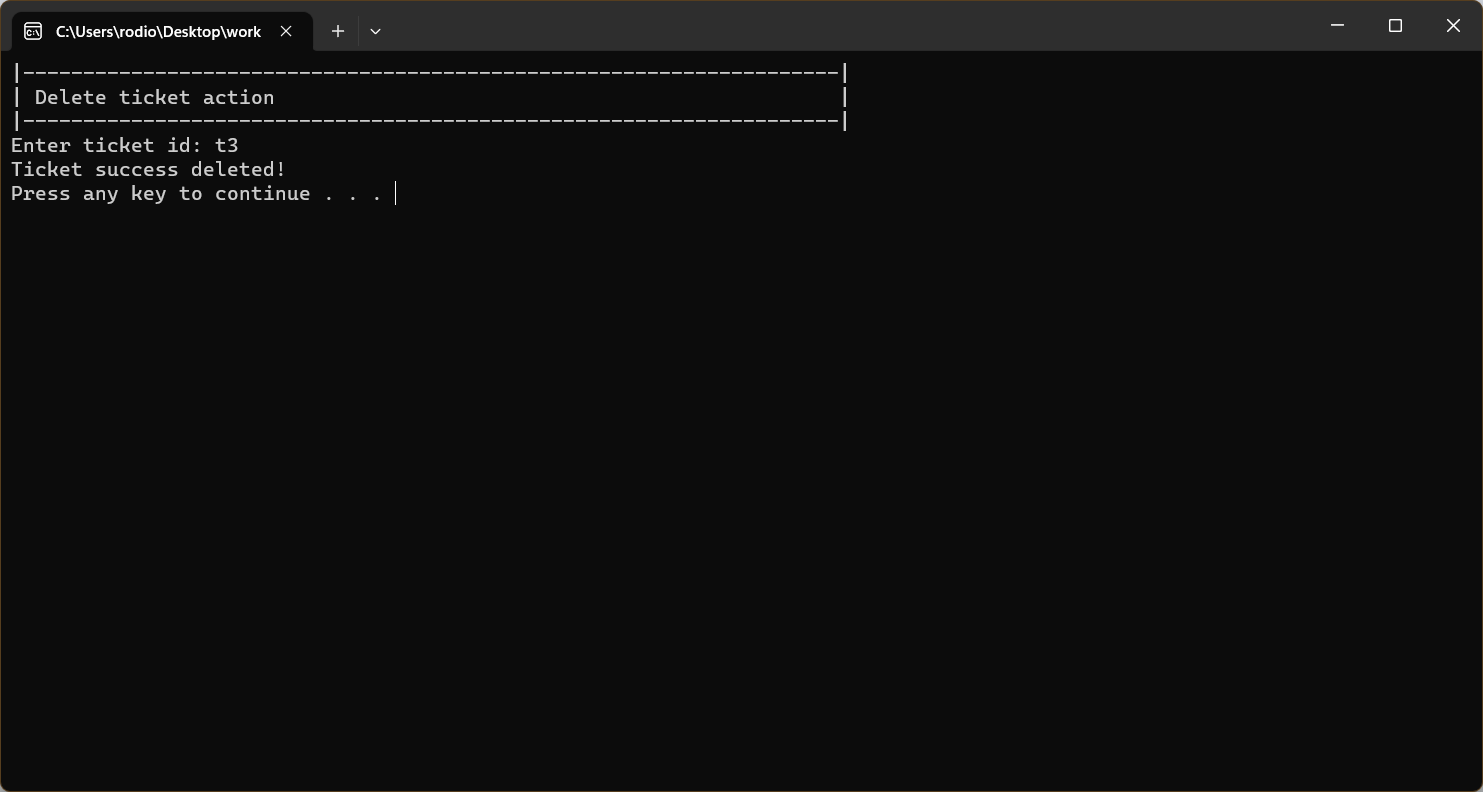 C:\Users\rodio\Desktop\work
|--------------------------------------------------------------------|
| Delete ticket action                                               |
|--------------------------------------------------------------------|
Enter ticket id: t3
Ticket success deleted!
Press any key to continue . . .